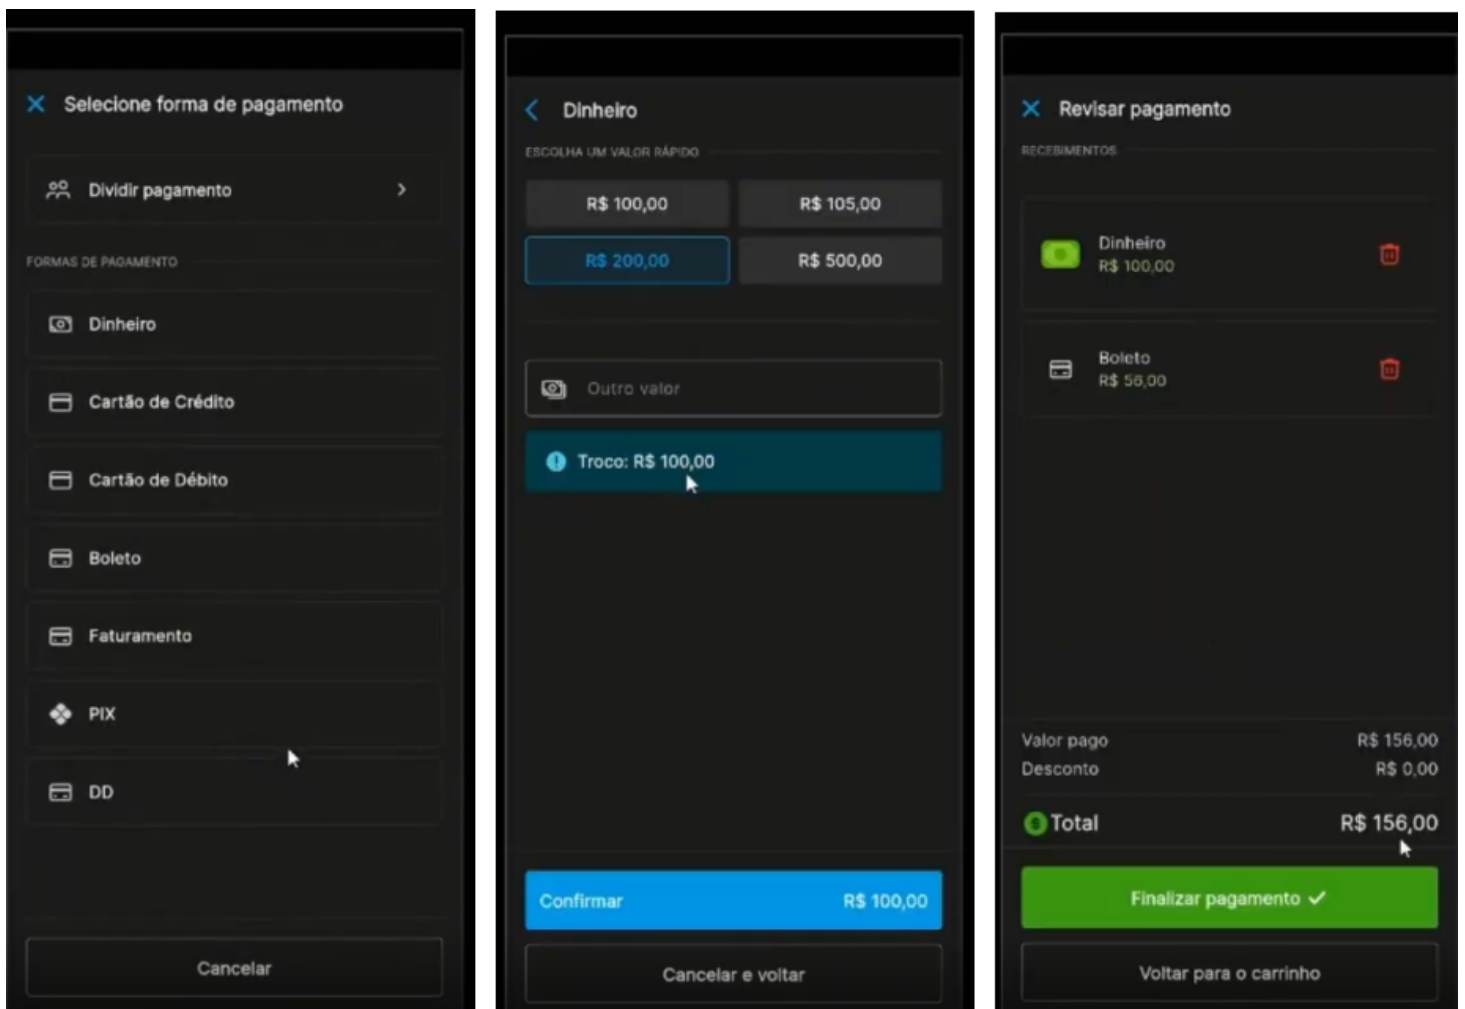 Selecione forma de pagamento
Dividir pagamento
FORMAS DE PAGAMENTO
Dinheiro
Cartão de Crédito
Cartão de Débito
Boleto
Faturamento
PIX
DD
Cancelar
Dinheiro
ESCOLHA UM VALOR RÁPIDO
R$ 100,00
R$ 105,00
R$ 200,00
R$ 500,00
Outro valor
Troco: R$ 100,00
Confirmar R$ 100,00
Cancelar e voltar
Revisar pagamento
RECEBIMENTOS
Dinheiro
R$ 100,00
Boleto
R$ 56,00
Valor pago R$ 156,00
Desconto R$ 0,00
Total R$ 156,00
Finalizar pagamento
Voltar para o carrinho